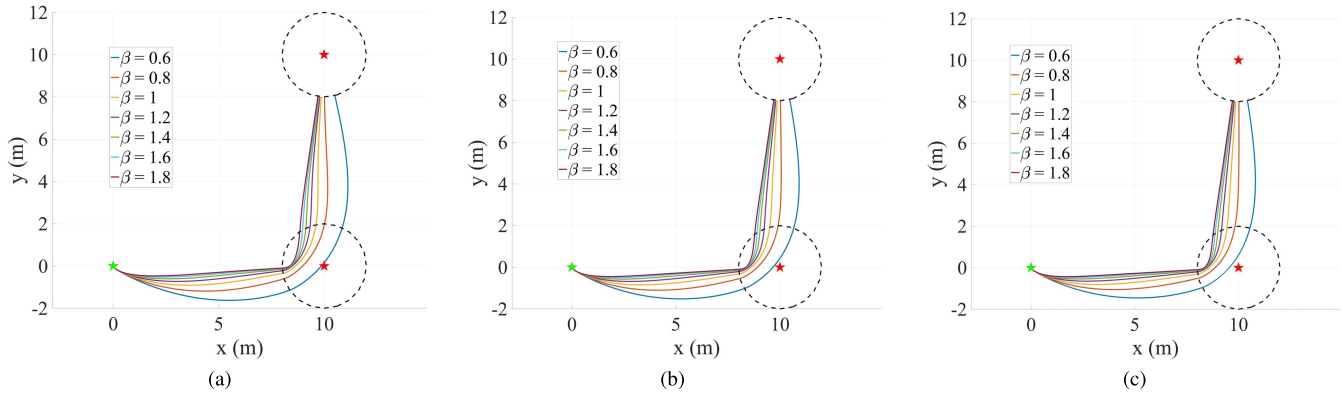 12
10
8
6
4
2
0
-2
y (m)
β = 0.6
β = 0.8
β = 1
β = 1.2
β = 1.4
β = 1.6
β = 1.8
0
5
10
x (m)
(a)
12
10
8
6
4
2
0
-2
y (m)
β = 0.6
β = 0.8
β = 1
β = 1.2
β = 1.4
β = 1.6
β = 1.8
0
5
10
x (m)
(b)
12
10
8
6
4
2
0
-2
y (m)
β = 0.6
β = 0.8
β = 1
β = 1.2
β = 1.4
β = 1.6
β = 1.8
0
5
10
x (m)
(c)